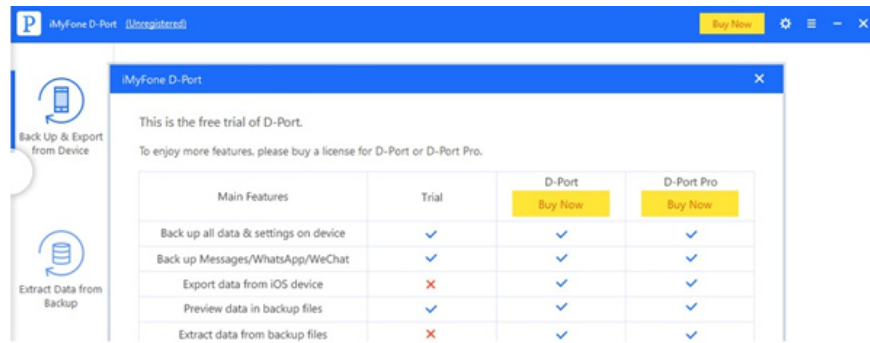 P iMyFone D-Port (Unregistered) Buy Now
iMyFone D-Port
This is the free trial of D-Port.
To enjoy more features, please buy a license for D-Port or D-Port Pro.
Back Up & Export
from Device
Extract Data from
Backup
Main Features Trial D-Port D-Port Pro
Buy Now Buy Now
Back up all data & settings on device
Back up Messages/WhatsApp/WeChat
Export data from iOS device
Preview data in backup files
Extract data from backup files